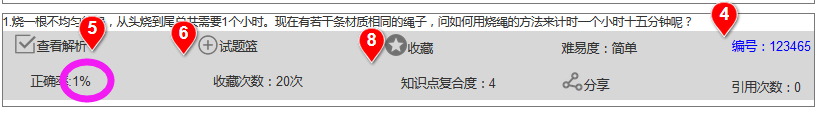 1.烧一根不均匀的绳，从头烧到尾总共需要1个小时。现在有若干条材质相同的绳子，问如何用烧绳的方法来计时一个小时十五分钟呢？
5 6 8 4
查看解析 试题篮 收藏 难易度：简单 编号：123465
正确率:1% 收藏次数：20次 知识点复合度：4 分享 引用次数：0